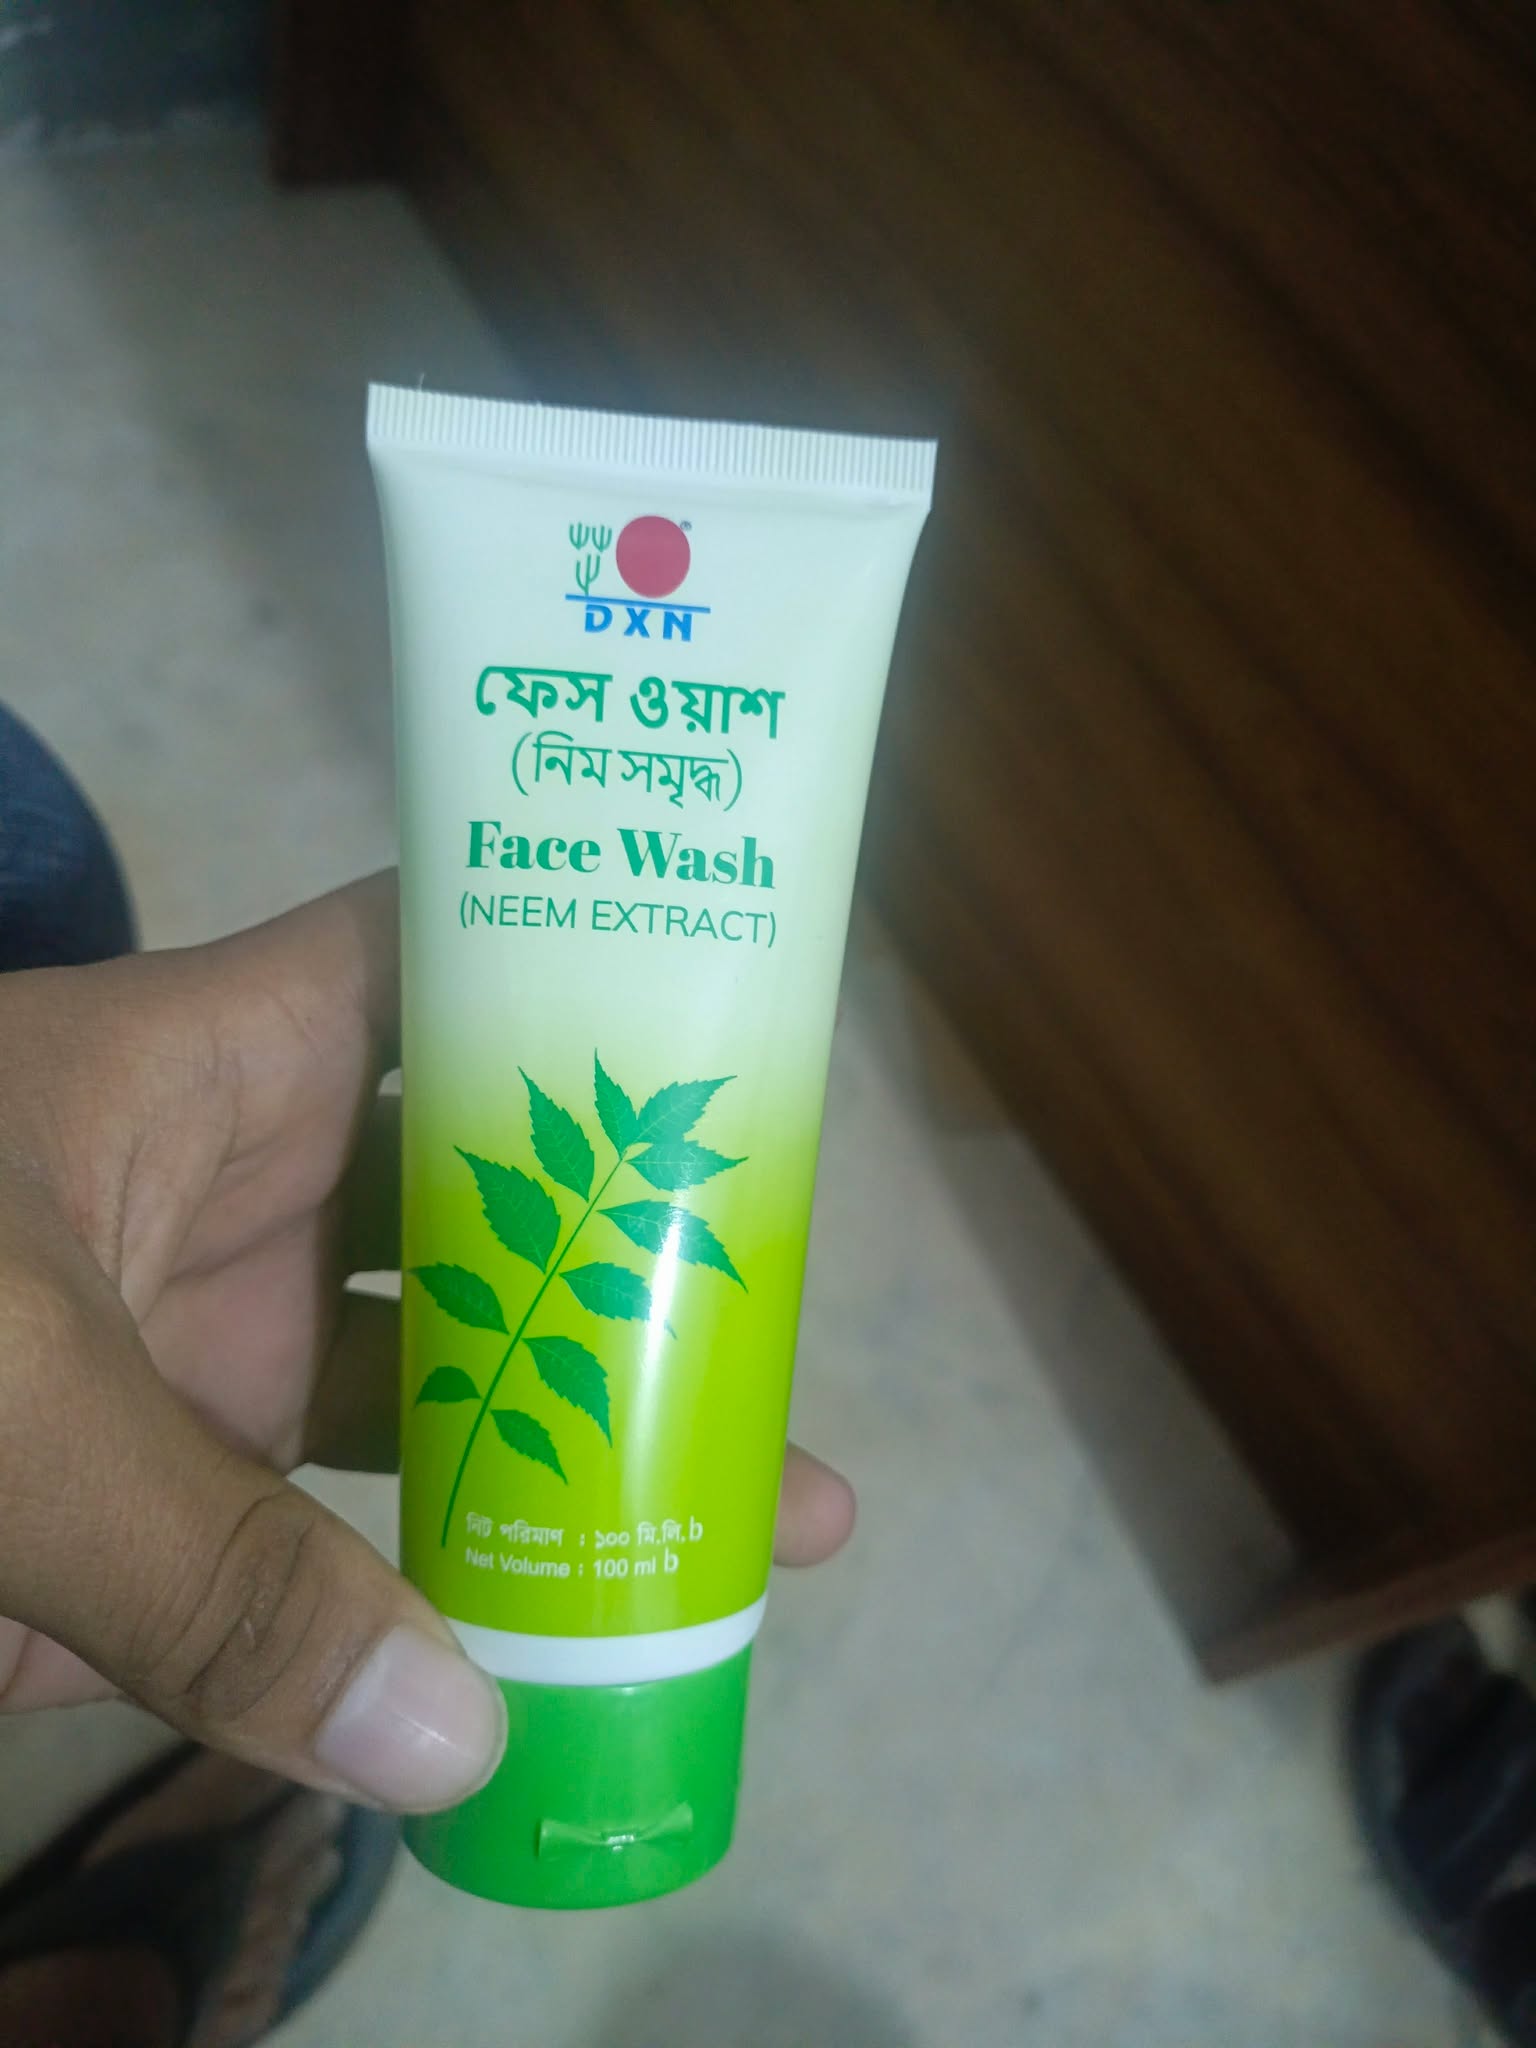 DXN
ফেস ওয়াশ
(নিম সমৃদ্ধ)
Face Wash
(NEEM EXTRACT)
নিট পরিমাণ : ১০০ মি.লি. b
Net Volume : 100 ml b